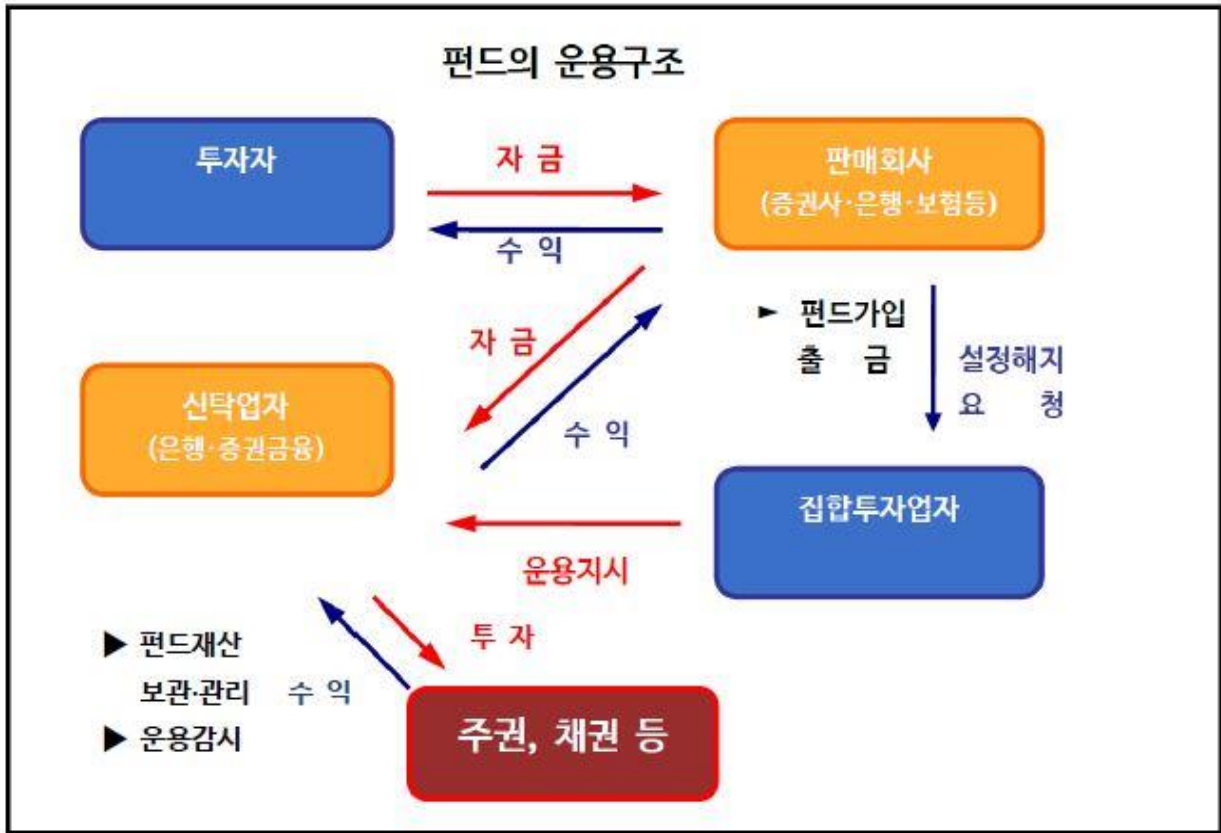 펀드의 운용구조
투자자
자 금
판매회사
(증권사·은행·보험등)
수 익
► 펀드가입
출 금
자 금
설정해지
요 청
신탁업자
(은행·증권금융)
수 익
집합투자업자
운용지시
투 자
▶ 펀드재산
보관·관리
수 익
▶ 운용감시
주권, 채권 등